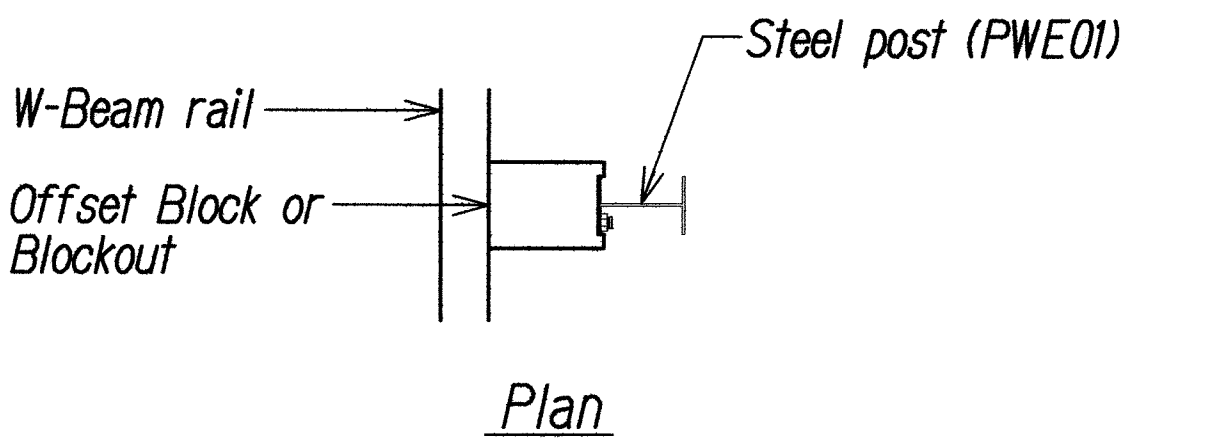 Steel post (PWE01)
W-Beam rail
Offset Block or
Blockout
Plan